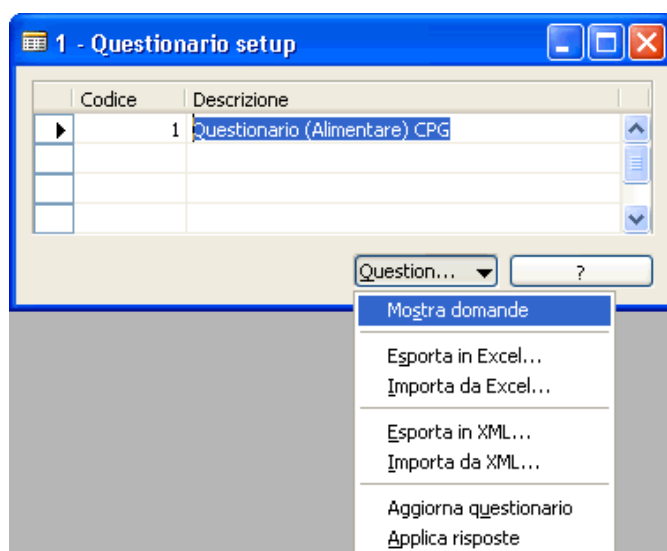 1 - Questionario setup
Codice Descrizione
1 Questionario (Alimentare) CPG
Question... ?
Mostra domande
Esporta in Excel...
Importa da Excel...
Esporta in XML...
Importa da XML...
Aggiorna questionario
Applica risposte